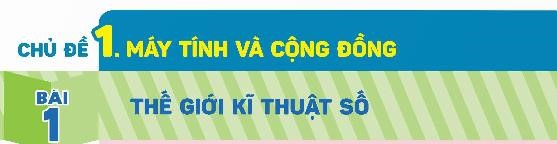 CHỦ ĐỀ 1. MÁY TÍNH VÀ CỘNG ĐỒNG
BÀI 1 THẾ GIỚI KĨ THUẬT SỐ